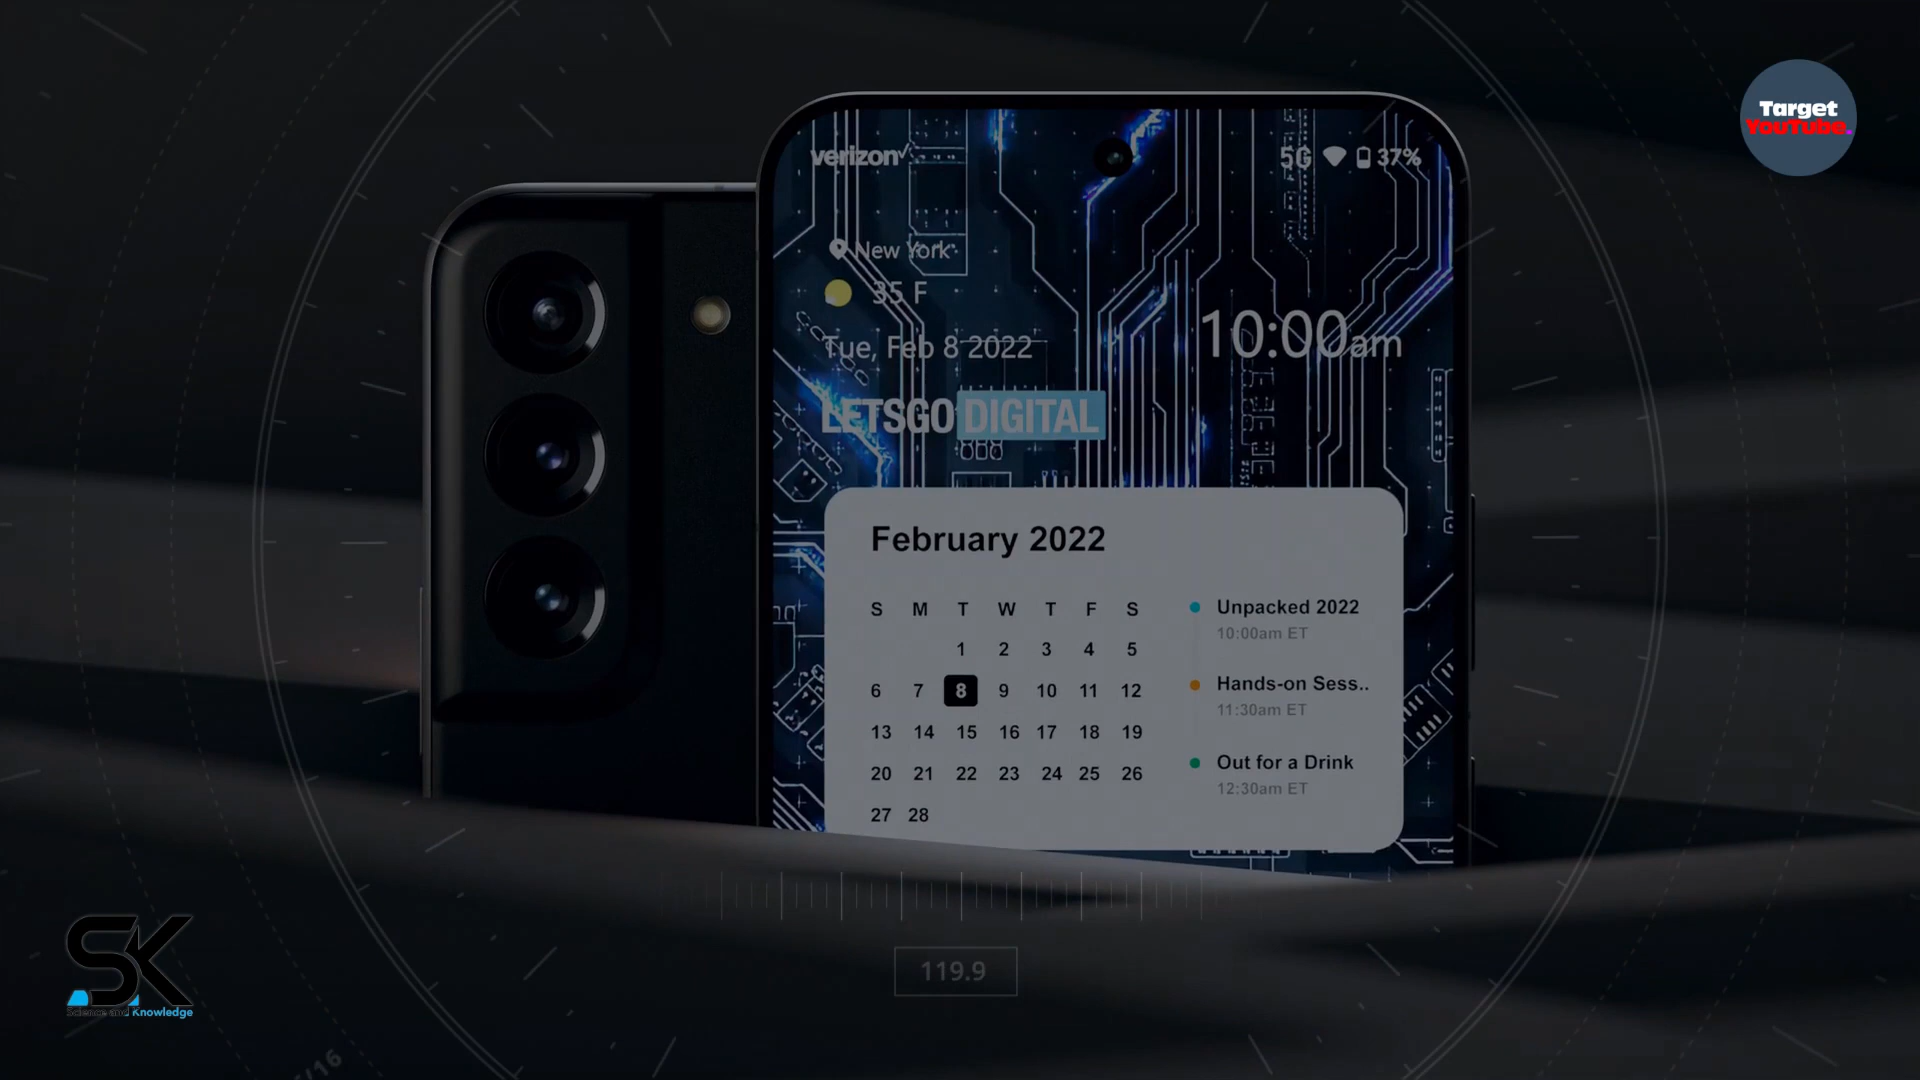 Target
YouTube.
verizon✓
5G 37%
New York
35 F
Tue, Feb 8 2022
10:00am
LETSGODIGITAL
February 2022
S M T W T F S
1 2 3 4 5
6 7 8 9 10 11 12
13 14 15 16 17 18 19
20 21 22 23 24 25 26
27 28
Unpacked 2022
10:00am ET
Hands-on Sess..
11:30am ET
Out for a Drink
12:30am ET
119.9
SK
Science and Knowledge